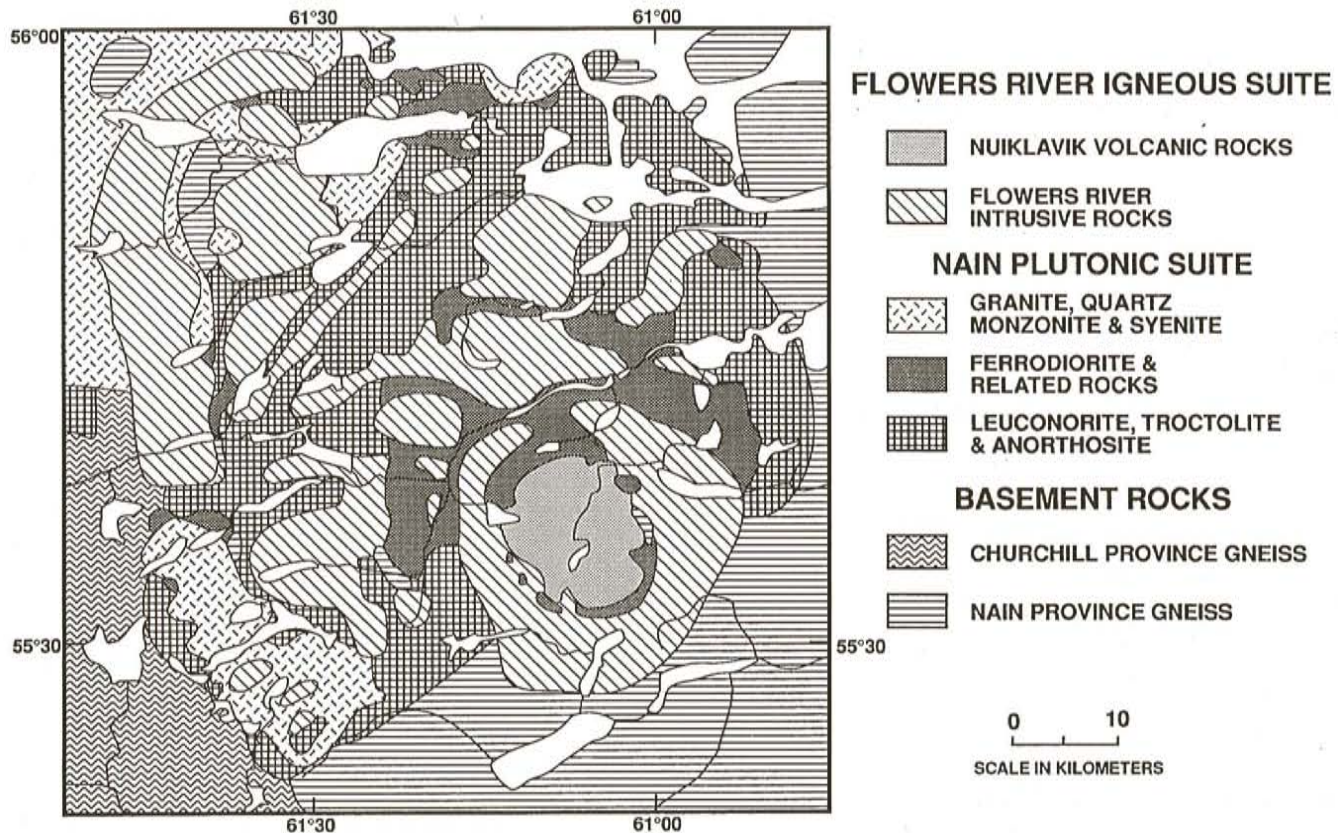 61°30
61°00
56°00
55°30
55°30
61°30
61°00
FLOWERS RIVER IGNEOUS SUITE
NUIKLAVIK VOLCANIC ROCKS
FLOWERS RIVER
INTRUSIVE ROCKS
NAIN PLUTONIC SUITE
GRANITE, QUARTZ
MONZONITE & SYENITE
FERRODIORITE &
RELATED ROCKS
LEUCONORITE, TROCTOLITE
& ANORTHOSITE
BASEMENT ROCKS
CHURCHILL PROVINCE GNEISS
NAIN PROVINCE GNEISS
0 10
SCALE IN KILOMETERS